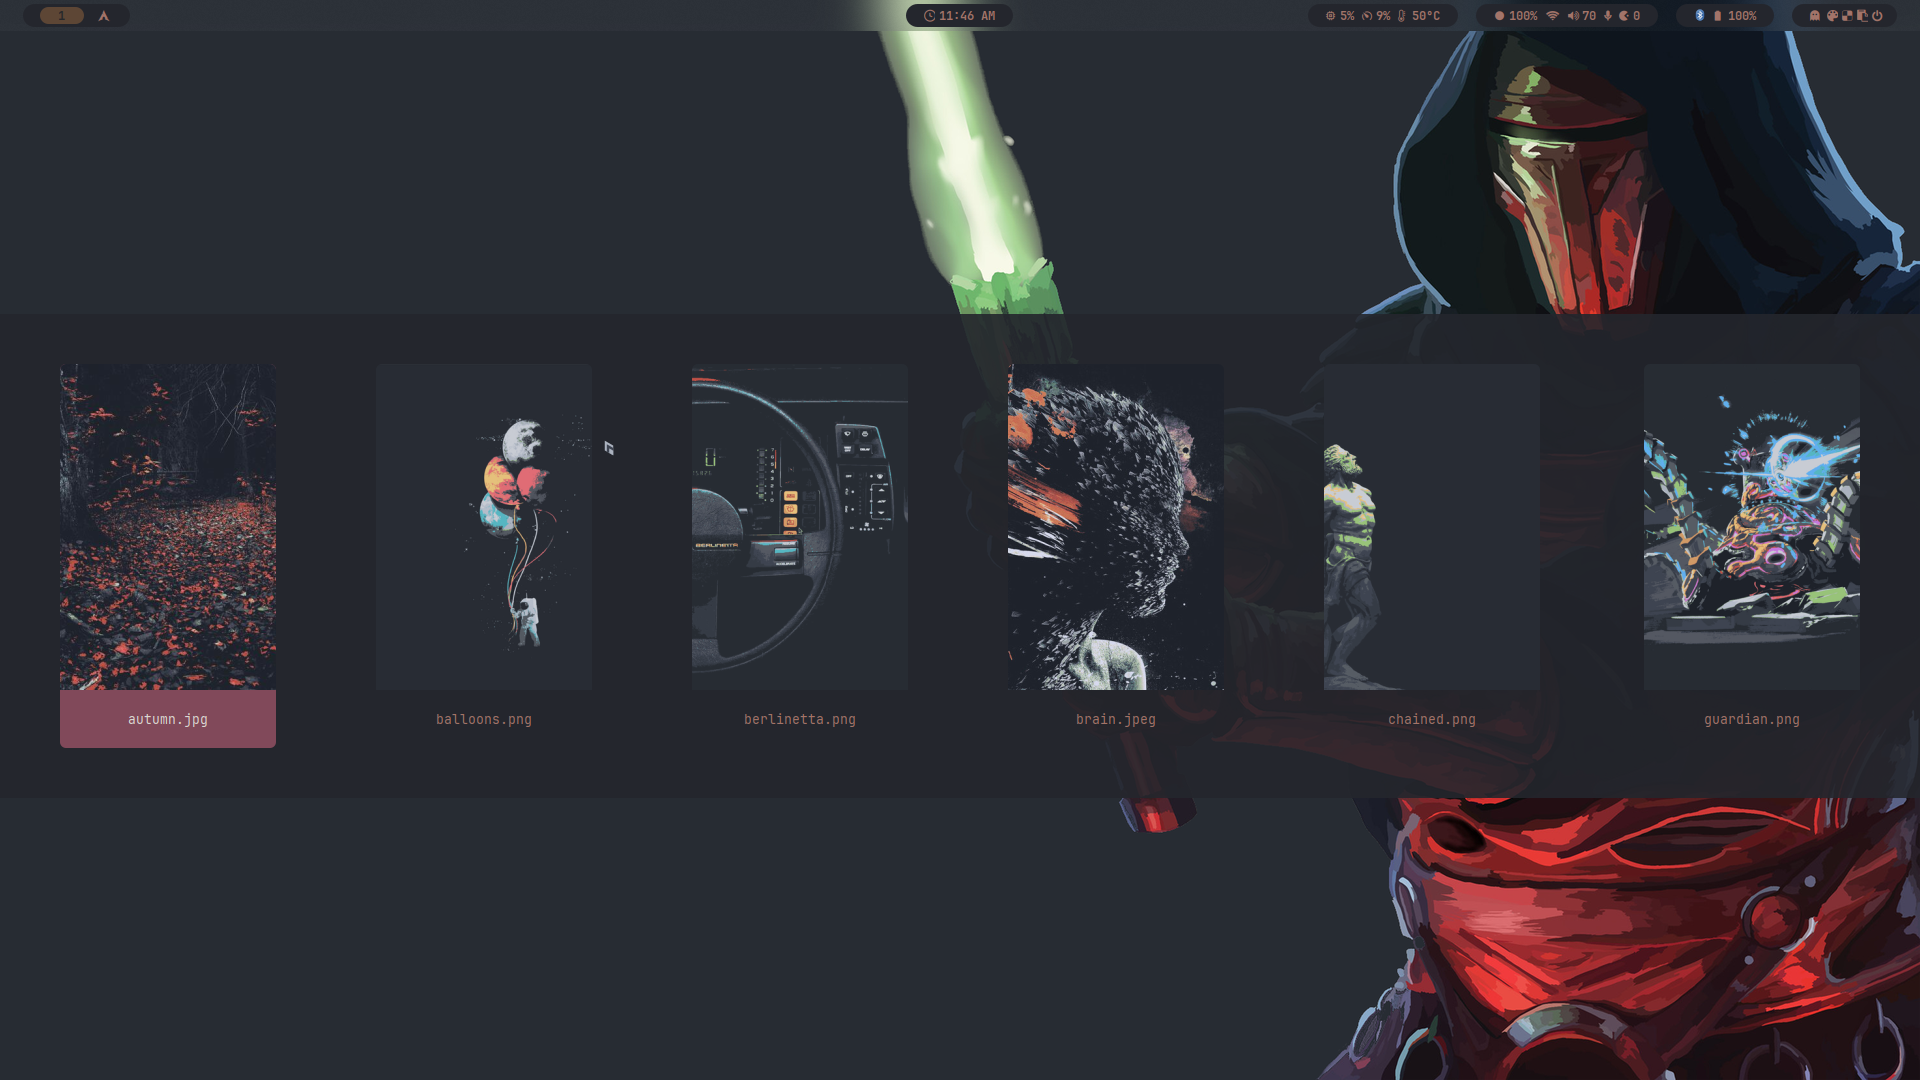 1
11:46 AM
5% 9% 50°C
100% 70 0
100%
BERLINETTA
autumn.jpg
balloons.png
berlinetta.png
brain.jpeg
chained.png
guardian.png